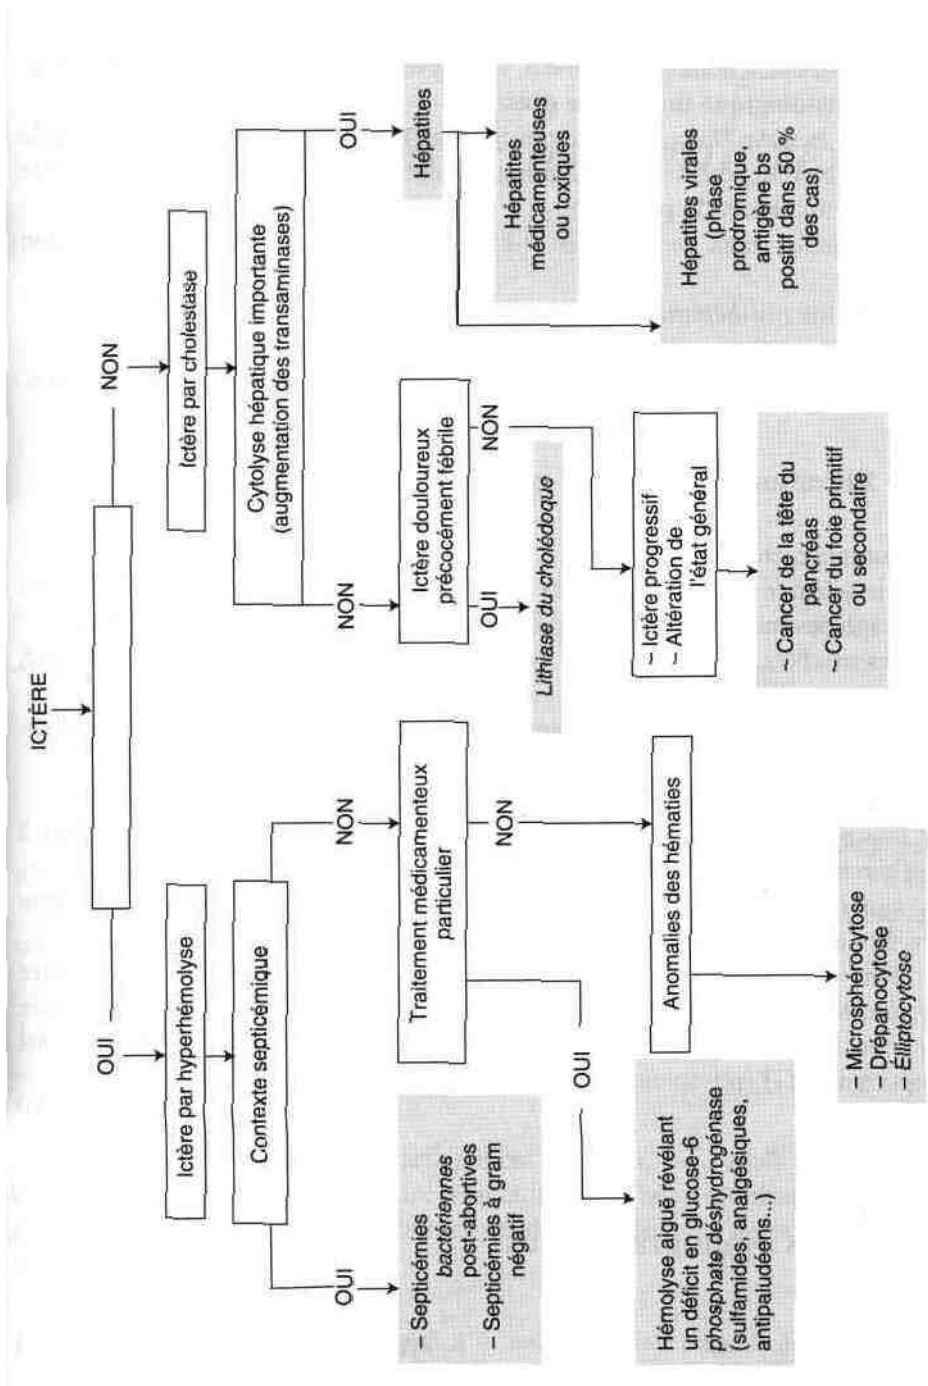 ICTÈRE
OUI
NON
Ictère par hyperhémolyse
Contexte septicémique
OUI
NON
– Septicémies
bactériennes
post-abortives
– Septicémies à gram
négatif
Traitement médicamenteux
particulier
OUI
NON
Hémolyse aiguë révélant
un déficit en glucose-6
phosphate déshydrogénase
(sulfamides, analgésiques,
antipaludéens...)
Anomalies des hématies
– Microsphérocytose
– Drépanocytose
– Élliptocytose
Ictère par cholestase
Cytolyse hépatique importante
(augmentation des transaminases)
NON
OUI
Ictère douloureux
précocément fébrile
OUI
NON
Lithiase du cholédoque
– Ictère progressif
– Altération de
l'état général
– Cancer de la tête du
pancréas
– Cancer du foie primitif
ou secondaire
Hépatites
Hépatites
médicamenteuses
ou toxiques
Hépatites virales
(phase
prodromique,
antigène bs
positif dans 50 %
des cas)